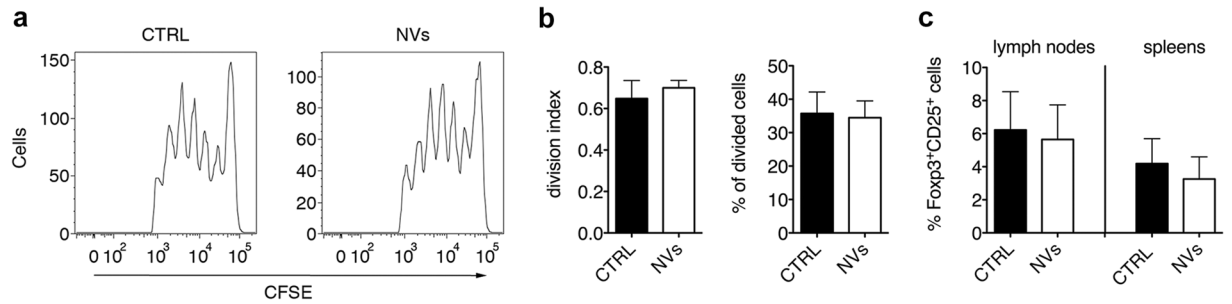 a
CTRL
NVs
Cells
150
100
50
0
100
80
60
40
20
0
0 10² 10³ 10⁴ 10⁵
0 10² 10³ 10⁴ 10⁵
CFSE
b
division index
0.8
0.6
0.4
0.2
0.0
CTRL
NVs
% of divided cells
50
40
30
20
10
0
CTRL
NVs
c
lymph nodes
spleens
% Foxp3⁺CD25⁺ cells
10
8
6
4
2
0
CTRL
NVs
CTRL
NVs